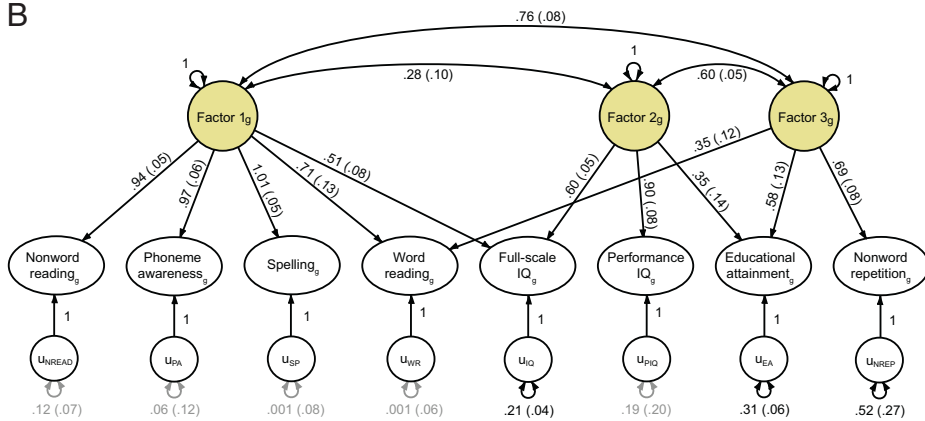 B
.76 (.08)
.28 (.10)
.60 (.05)
1
1
1
Factor 1g
Factor 2g
Factor 3g
.94 (.05)
.97 (.06)
1.01 (.05)
.71 (.13)
.51 (.08)
.60 (.05)
.90 (.08)
.35 (.14)
.35 (.12)
.58 (.13)
.69 (.08)
Nonword
readingg
Phoneme
awarenessg
Spellingg
Word
readingg
Full-scale
IQg
Performance
IQg
Educational
attainmentg
Nonword
repetitiong
1
1
1
1
1
1
1
1
uNREAD
uPA
uSP
uWR
uIQ
uPIQ
uEA
uNREP
.12 (.07)
.06 (.12)
.001 (.08)
.001 (.06)
.21 (.04)
.19 (.20)
.31 (.06)
.52 (.27)